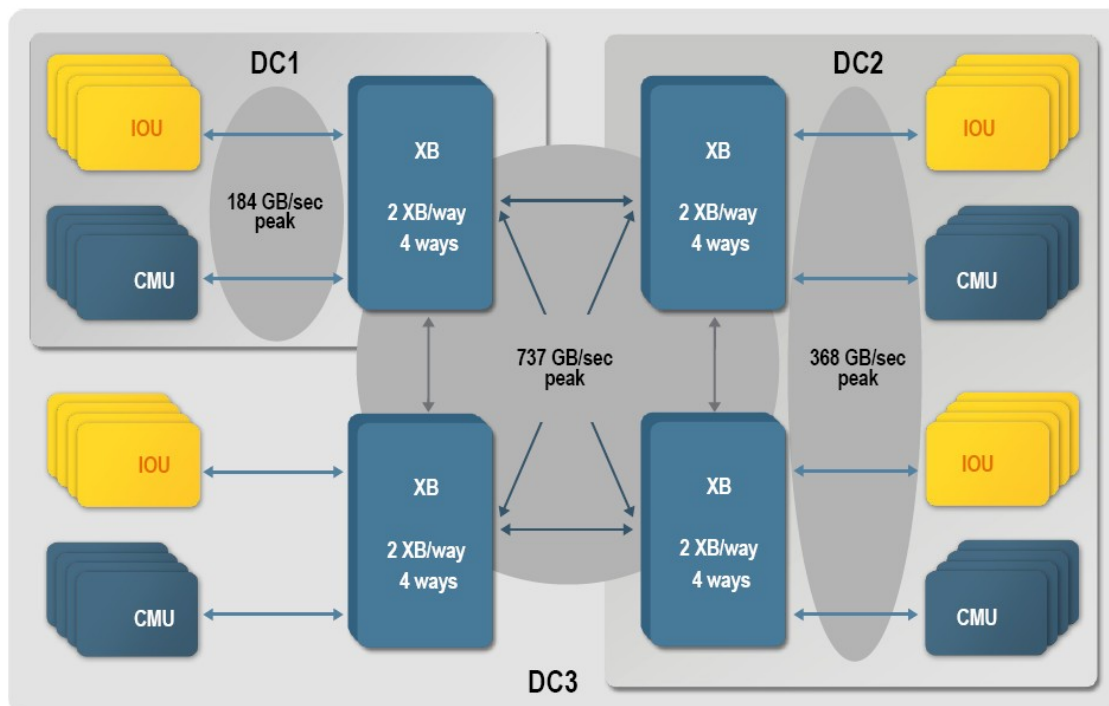 DC1
IOU
XB
184 GB/sec
peak
2 XB/way
4 ways
CMU
DC2
XB
IOU
2 XB/way
4 ways
CMU
737 GB/sec
peak
368 GB/sec
peak
IOU
XB
2 XB/way
4 ways
CMU
XB
IOU
2 XB/way
4 ways
CMU
DC3